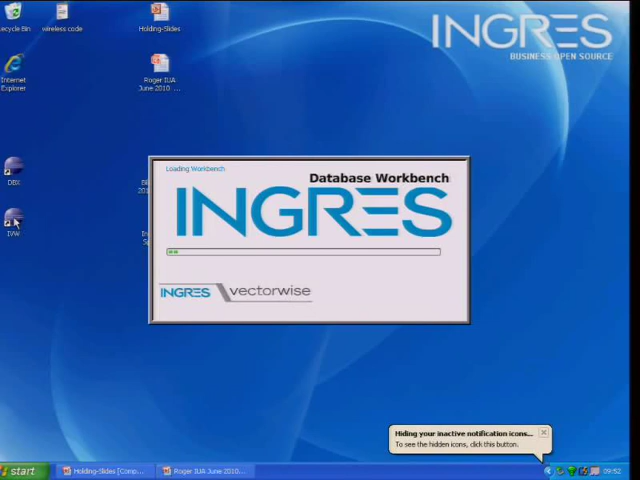 INGRES
BUSINESS OPEN SOURCE
ecycle Bin
wireless code
Holding-Slides
Internet
Explorer
Roger IUA
June 2010. ...
DBX
IVW
Loading Workbench
Database Workbench
INGRES
INGRES vectorwise
Hiding your inactive notification icons...
To see the hidden icons, click this button.
start
Holding-Slides [Comp...
Roger IUA June 2010...
09:52